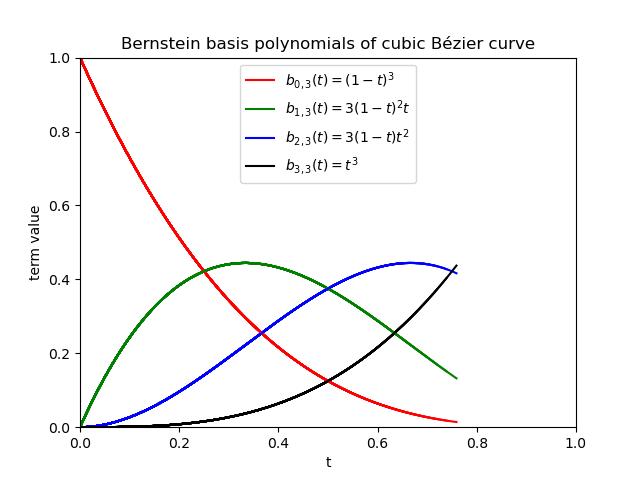 Bernstein basis polynomials of cubic Bézier curve
b₀,₃(t) = (1 − t)³
b₁,₃(t) = 3(1 − t)²t
b₂,₃(t) = 3(1 − t)t²
b₃,₃(t) = t³
term value
1.0
0.8
0.6
0.4
0.2
0.0
0.0 0.2 0.4 0.6 0.8 1.0
t